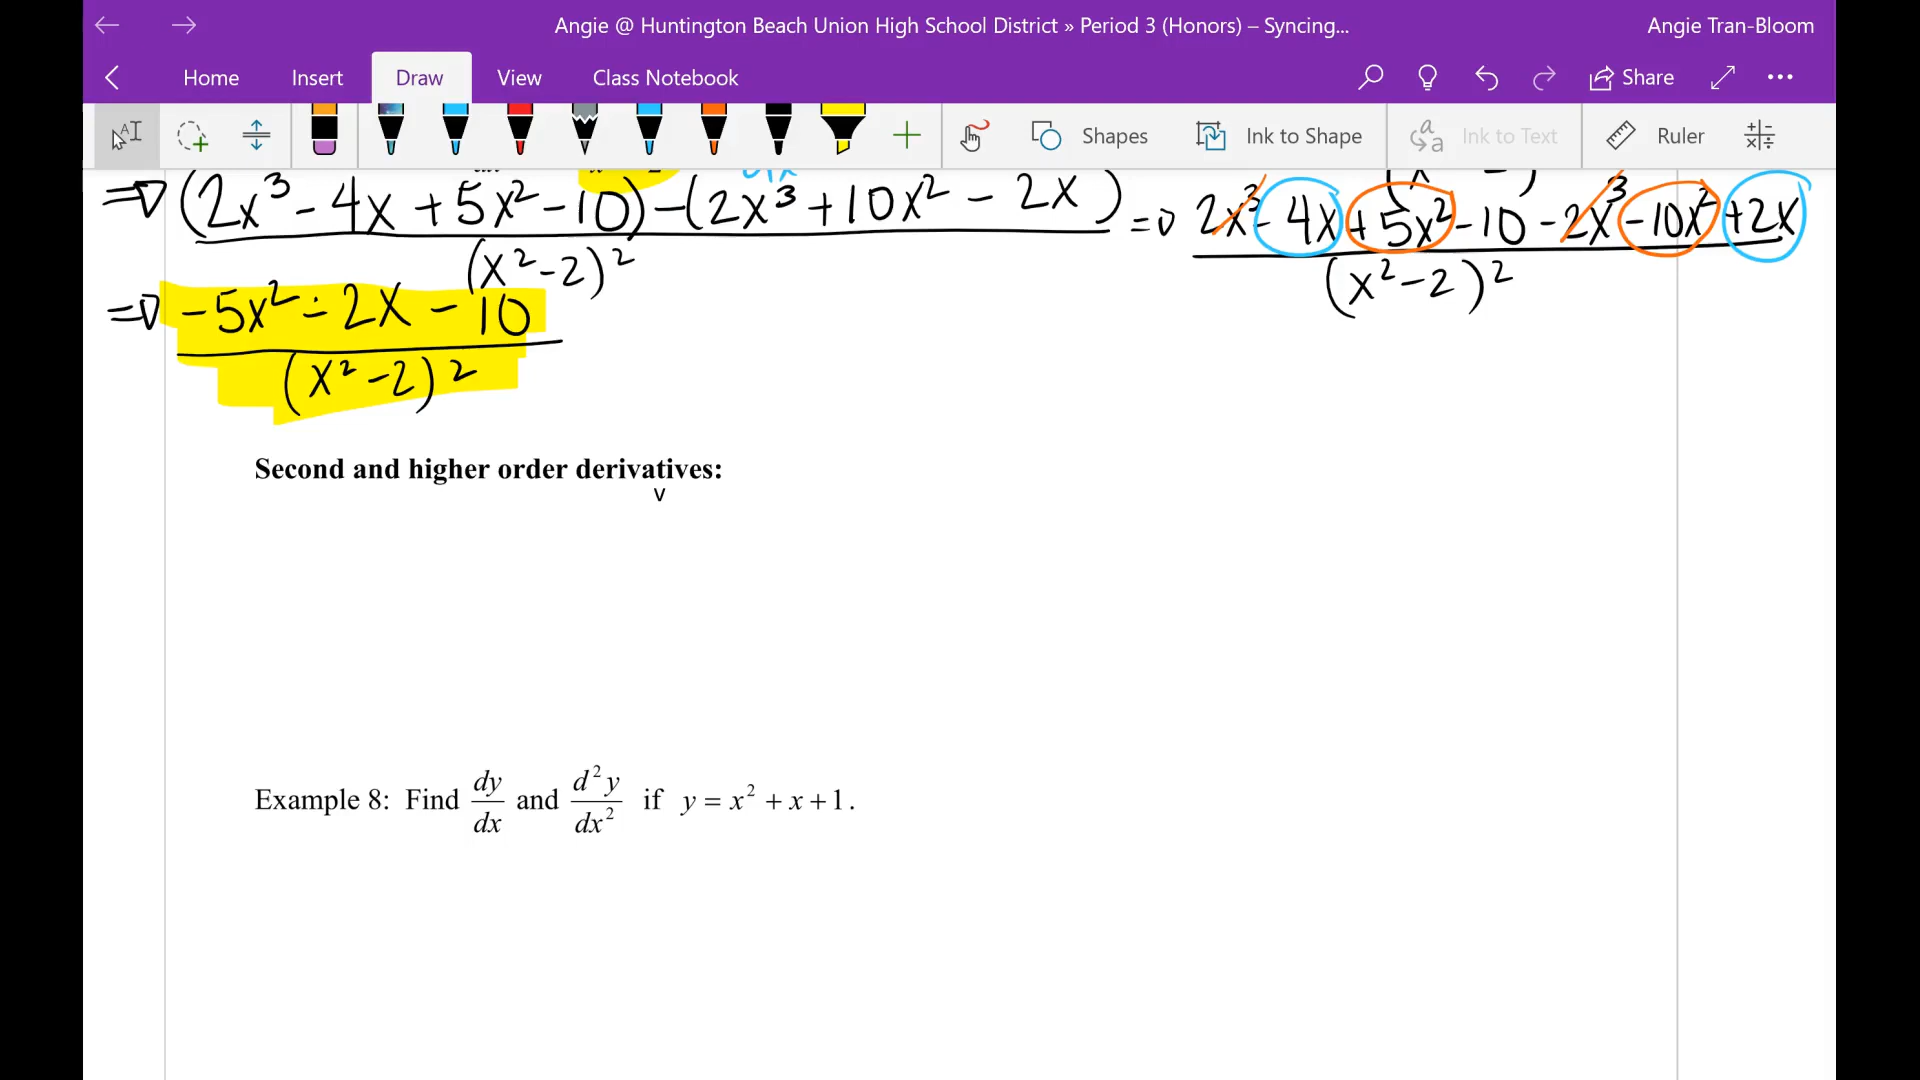 Angie @ Huntington Beach Union High School District » Period 3 (Honors) – Syncing...
Angie Tran-Bloom
Home Insert Draw View Class Notebook Share
Shapes Ink to Shape Ink to Text Ruler
⇒ (2x³ - 4x + 5x² - 10) - (2x³ + 10x² - 2x) ⇒ 2x³ - 4x + 5x² - 10 - 2x³ - 10x² + 2x
(x² - 2)² (x² - 2)²
⇒ -5x² - 2x - 10
(x² - 2)²
Second and higher order derivatives:
v
Example 8: Find dy/dx and d²y/dx² if y = x² + x + 1.